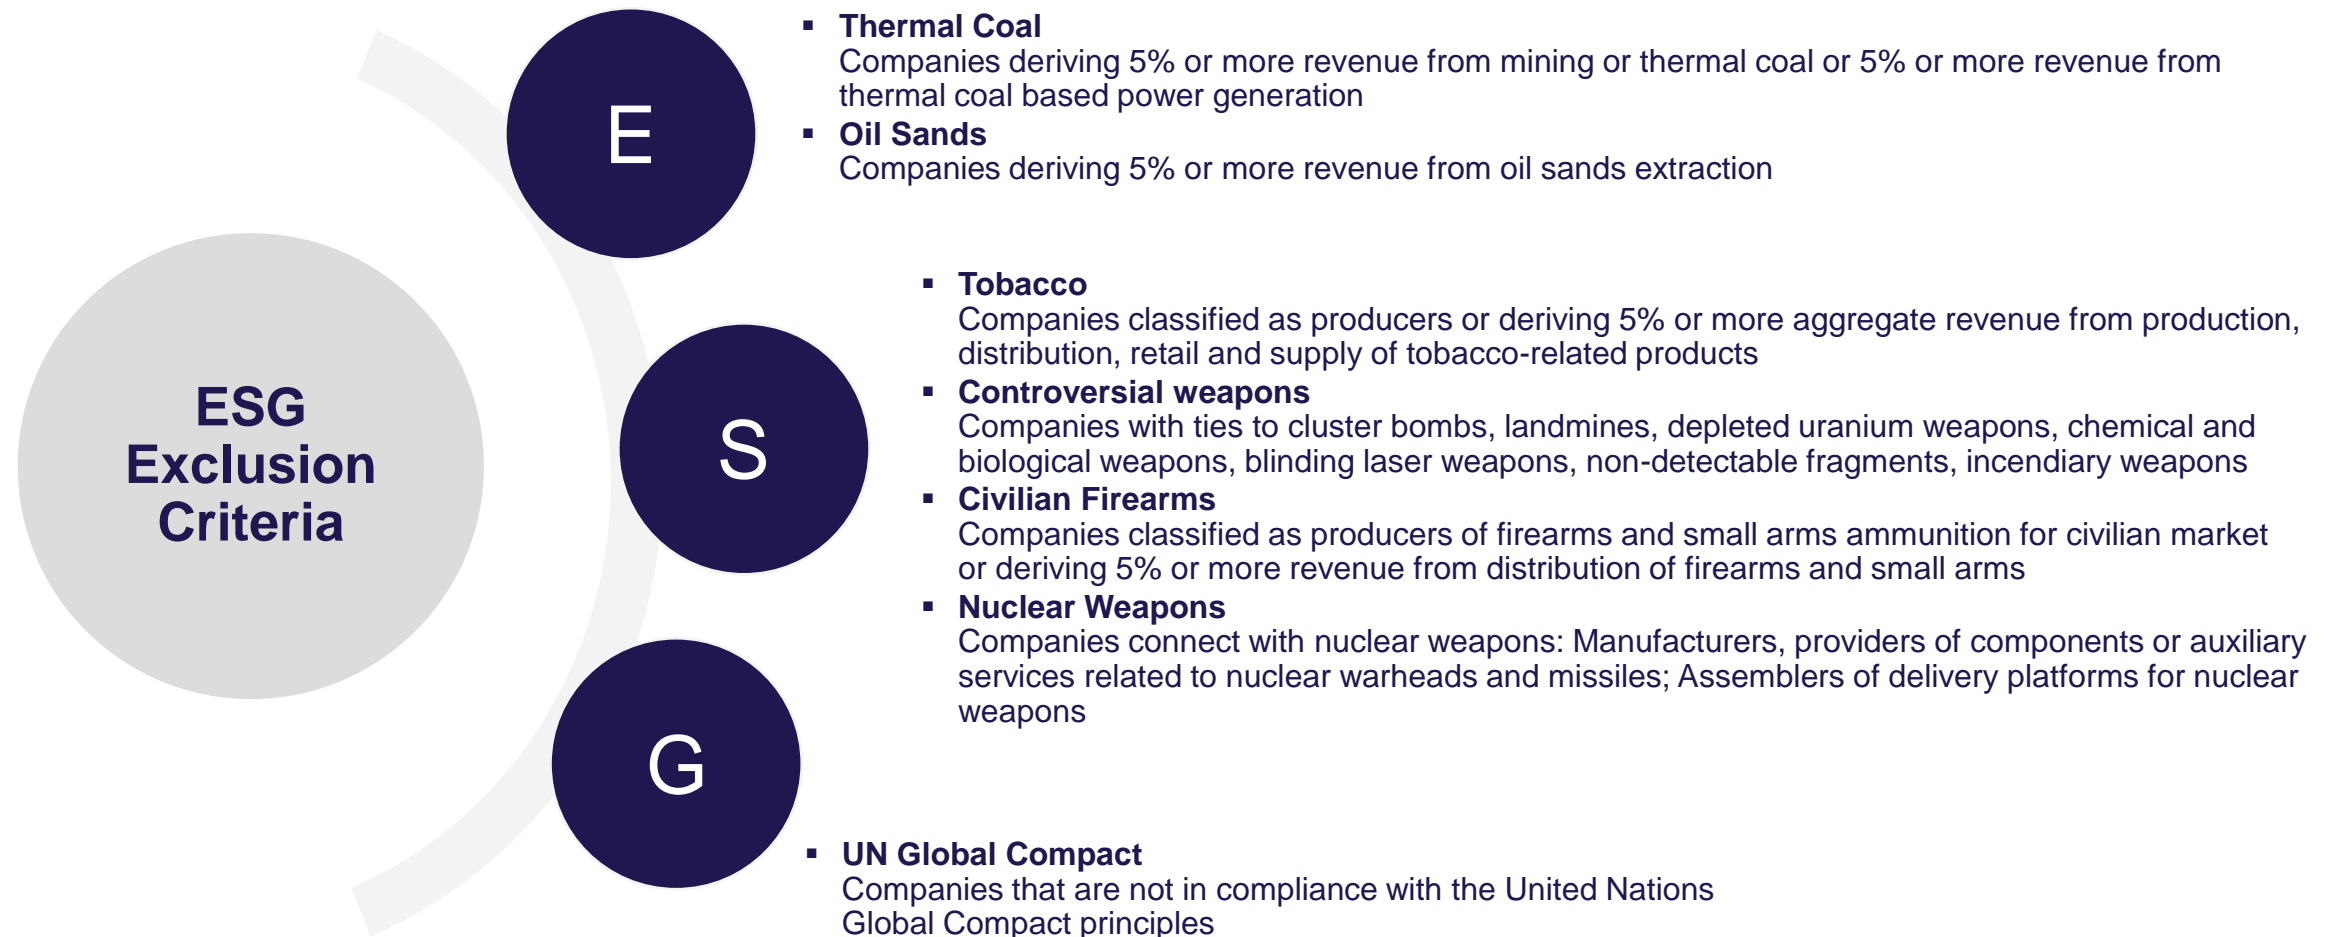 ESG
Exclusion
Criteria
E
▪ Thermal Coal
Companies deriving 5% or more revenue from mining or thermal coal or 5% or more revenue from
thermal coal based power generation
▪ Oil Sands
Companies deriving 5% or more revenue from oil sands extraction
S
▪ Tobacco
Companies classified as producers or deriving 5% or more aggregate revenue from production,
distribution, retail and supply of tobacco-related products
▪ Controversial weapons
Companies with ties to cluster bombs, landmines, depleted uranium weapons, chemical and
biological weapons, blinding laser weapons, non-detectable fragments, incendiary weapons
▪ Civilian Firearms
Companies classified as producers of firearms and small arms ammunition for civilian market
or deriving 5% or more revenue from distribution of firearms and small arms
▪ Nuclear Weapons
Companies connect with nuclear weapons: Manufacturers, providers of components or auxiliary
services related to nuclear warheads and missiles; Assemblers of delivery platforms for nuclear
weapons
G
▪ UN Global Compact
Companies that are not in compliance with the United Nations
Global Compact principles